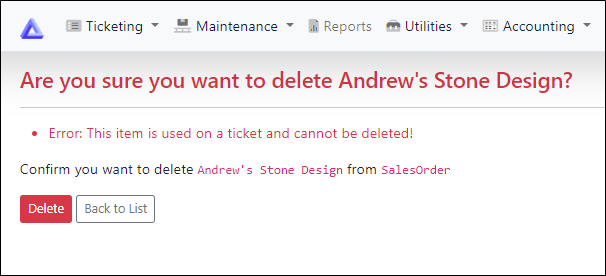 Ticketing Maintenance Reports Utilities Accounting
Are you sure you want to delete Andrew's Stone Design?
Error: This item is used on a ticket and cannot be deleted!
Confirm you want to delete Andrew's Stone Design from SalesOrder
Delete Back to List